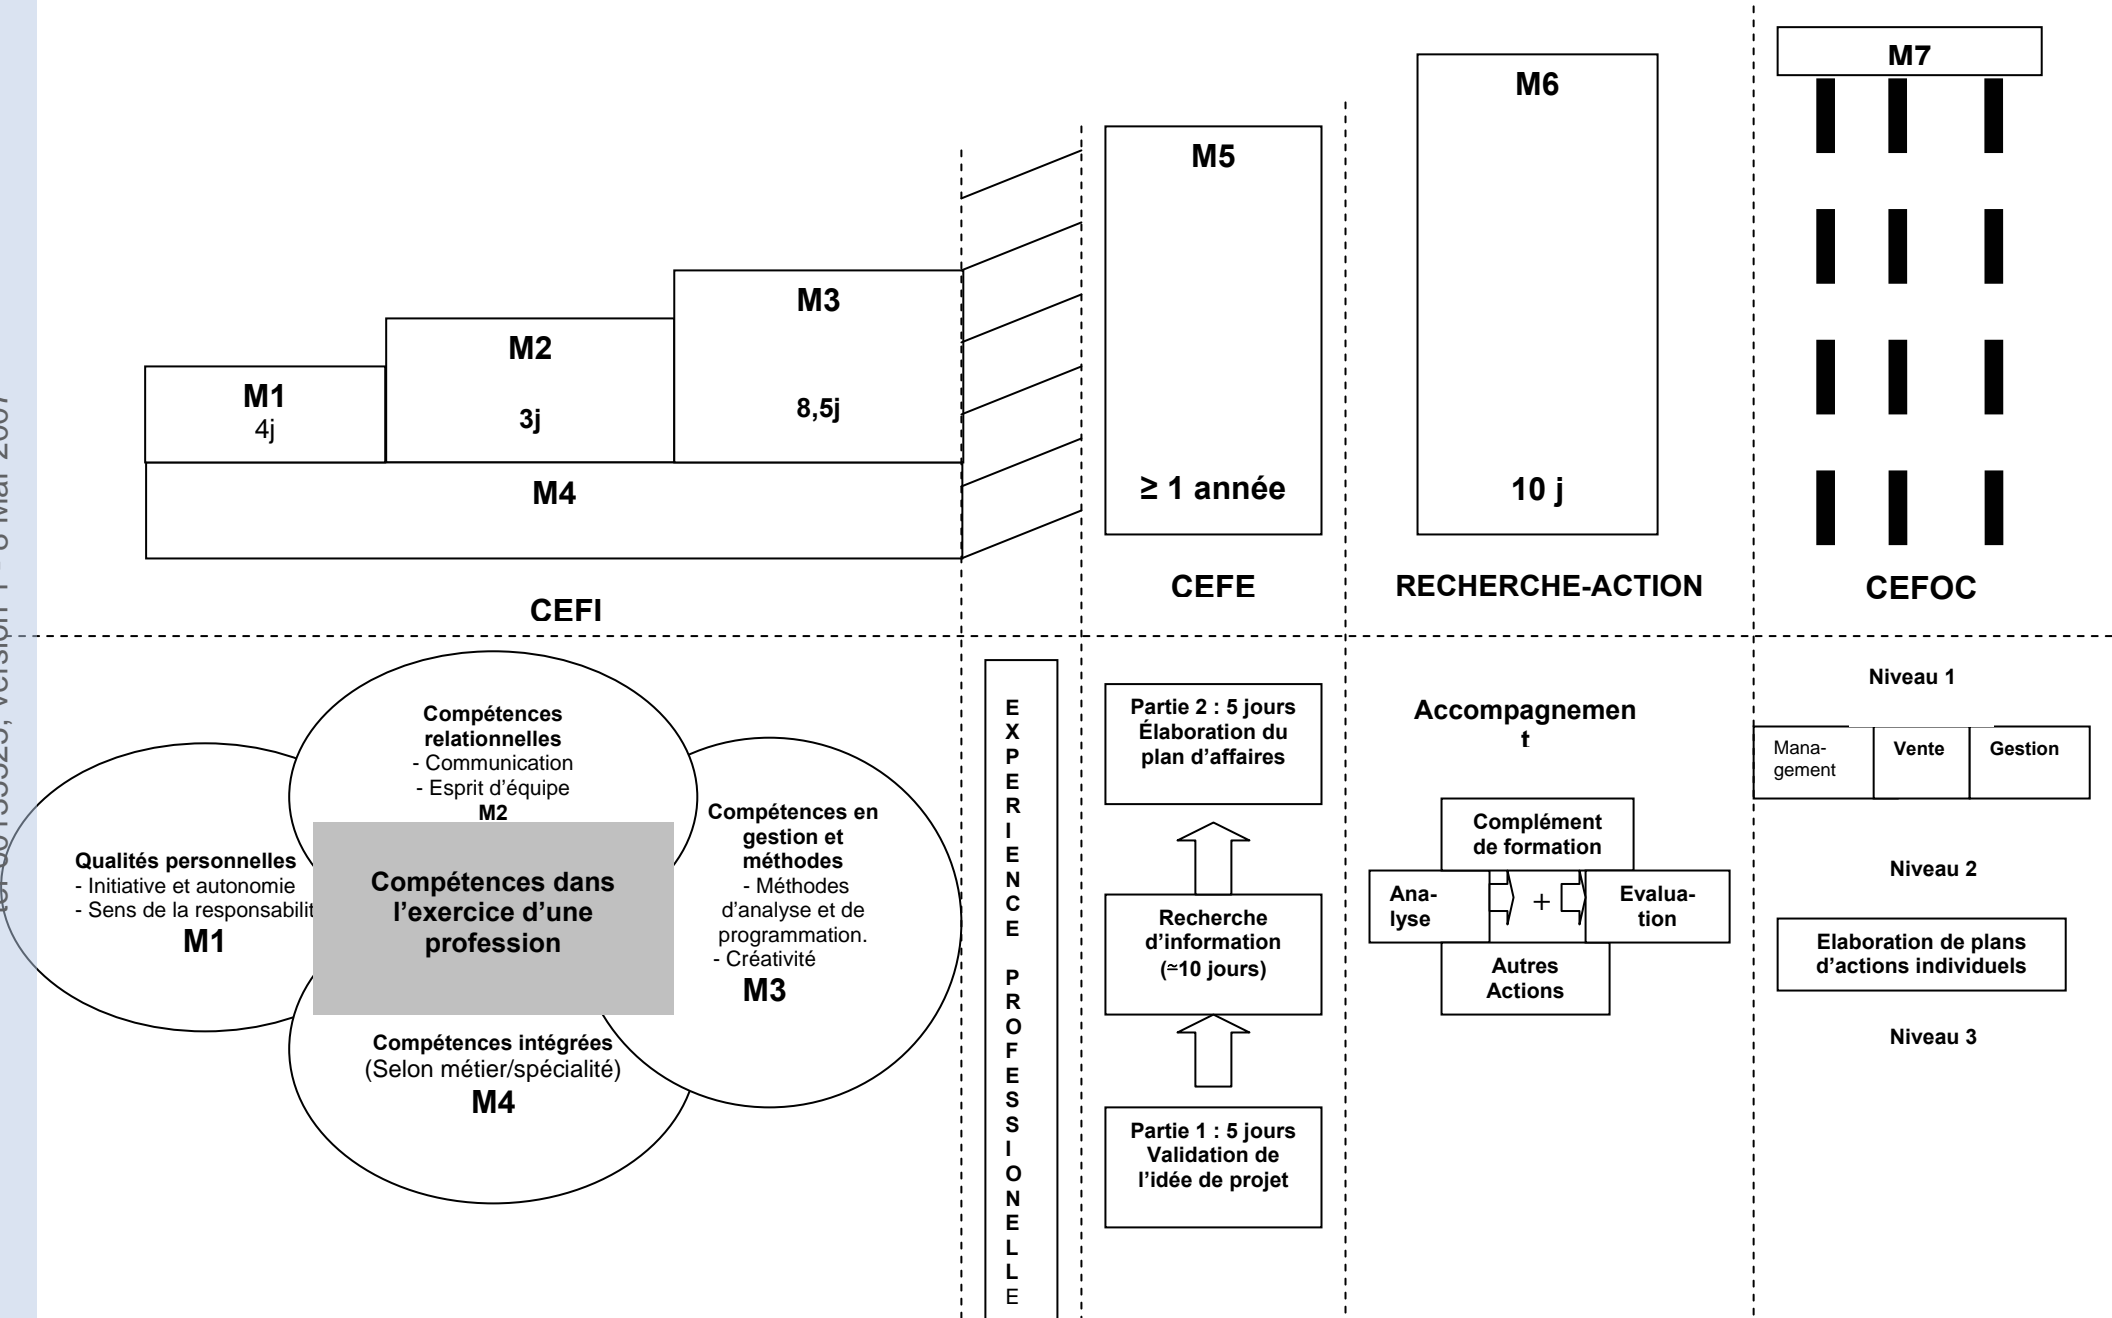 M7
M6
M5
M3
M2
M1
4j
3j
8,5j
M4
≥ 1 année
10 j
CEFI
CEFE
RECHERCHE-ACTION
CEFOC
Compétences
relationnelles
- Communication
- Esprit d’équipe
M2
Qualités personnelles
- Initiative et autonomie
- Sens de la responsabilit
M1
Compétences dans
l’exercice d’une
profession
Compétences en
gestion et
méthodes
- Méthodes
d’analyse et de
programmation.
- Créativité
M3
Compétences intégrées
(Selon métier/spécialité)
M4
EXPERIENCE PROFESSIONELLE
Partie 2 : 5 jours
Élaboration du
plan d’affaires
Recherche
d’information
(≃10 jours)
Partie 1 : 5 jours
Validation de
l’idée de projet
Accompagnemen
t
Complément
de formation
Ana-
lyse
+
Evalua-
tion
Autres
Actions
Niveau 1
Mana-
gement
Vente
Gestion
Niveau 2
Elaboration de plans
d’actions individuels
Niveau 3